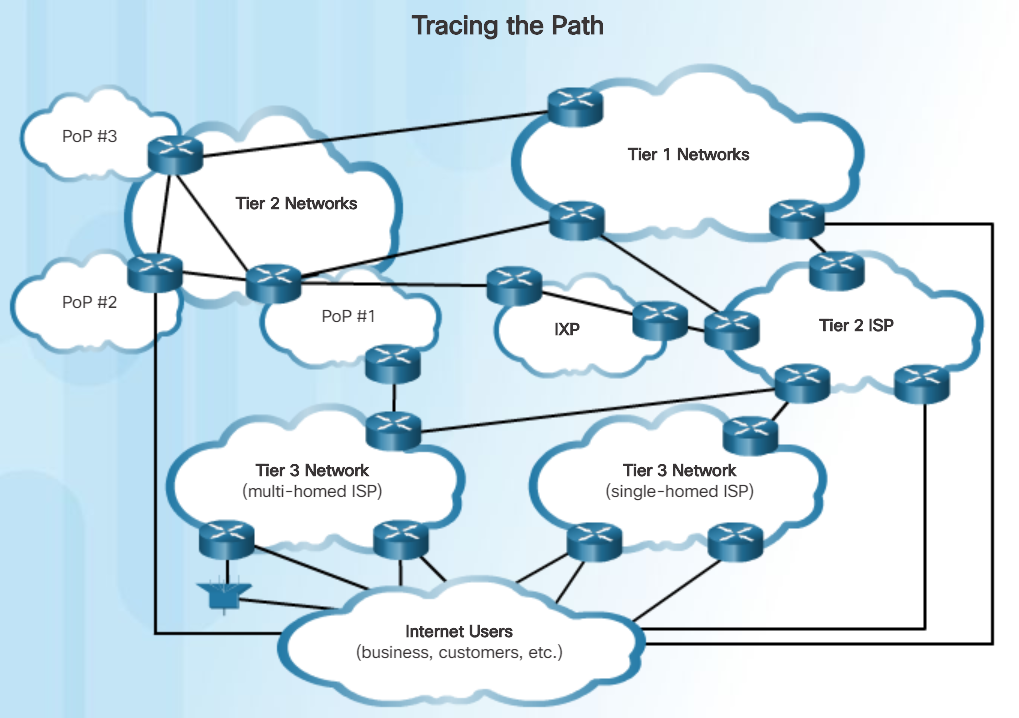 Tracing the Path
PoP #3
Tier 1 Networks
Tier 2 Networks
PoP #2
PoP #1
IXP
Tier 2 ISP
Tier 3 Network
(multi-homed ISP)
Tier 3 Network
(single-homed ISP)
Internet Users
(business, customers, etc.)